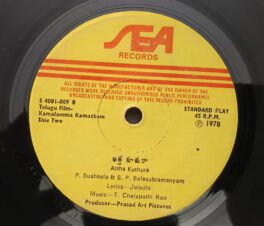 SEA
RECORDS
ALL RIGHTS OF THE MANUFACTURER AND OF THE OWNER OF THE
RECORDED WORK RESERVED UNAUTHORISED PUBLIC PERFORMANCE
BROADCASTING AND COPYING OF THIS RECORD PROHIBITED
S 4001-009 B
Telugu Film-
Kamalamma Kamatham
Side Two
STANDARD PLAY
45 R.P.M.
℗ 1978
Aitha Kuthura
P. Susheela & S. P. Balasubramanyam
Lyrics—Jaladhi
Music—T. Chalapathi Rao
Producer—Prasad Art Pictures